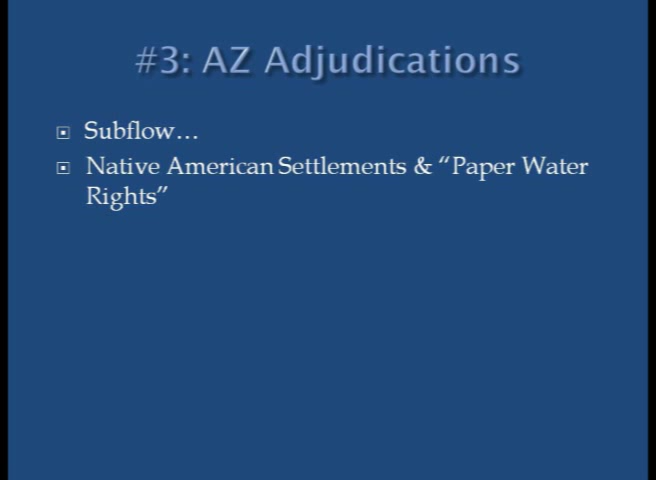 #3: AZ Adjudications
Subflow…
Native American Settlements & “Paper Water
Rights”